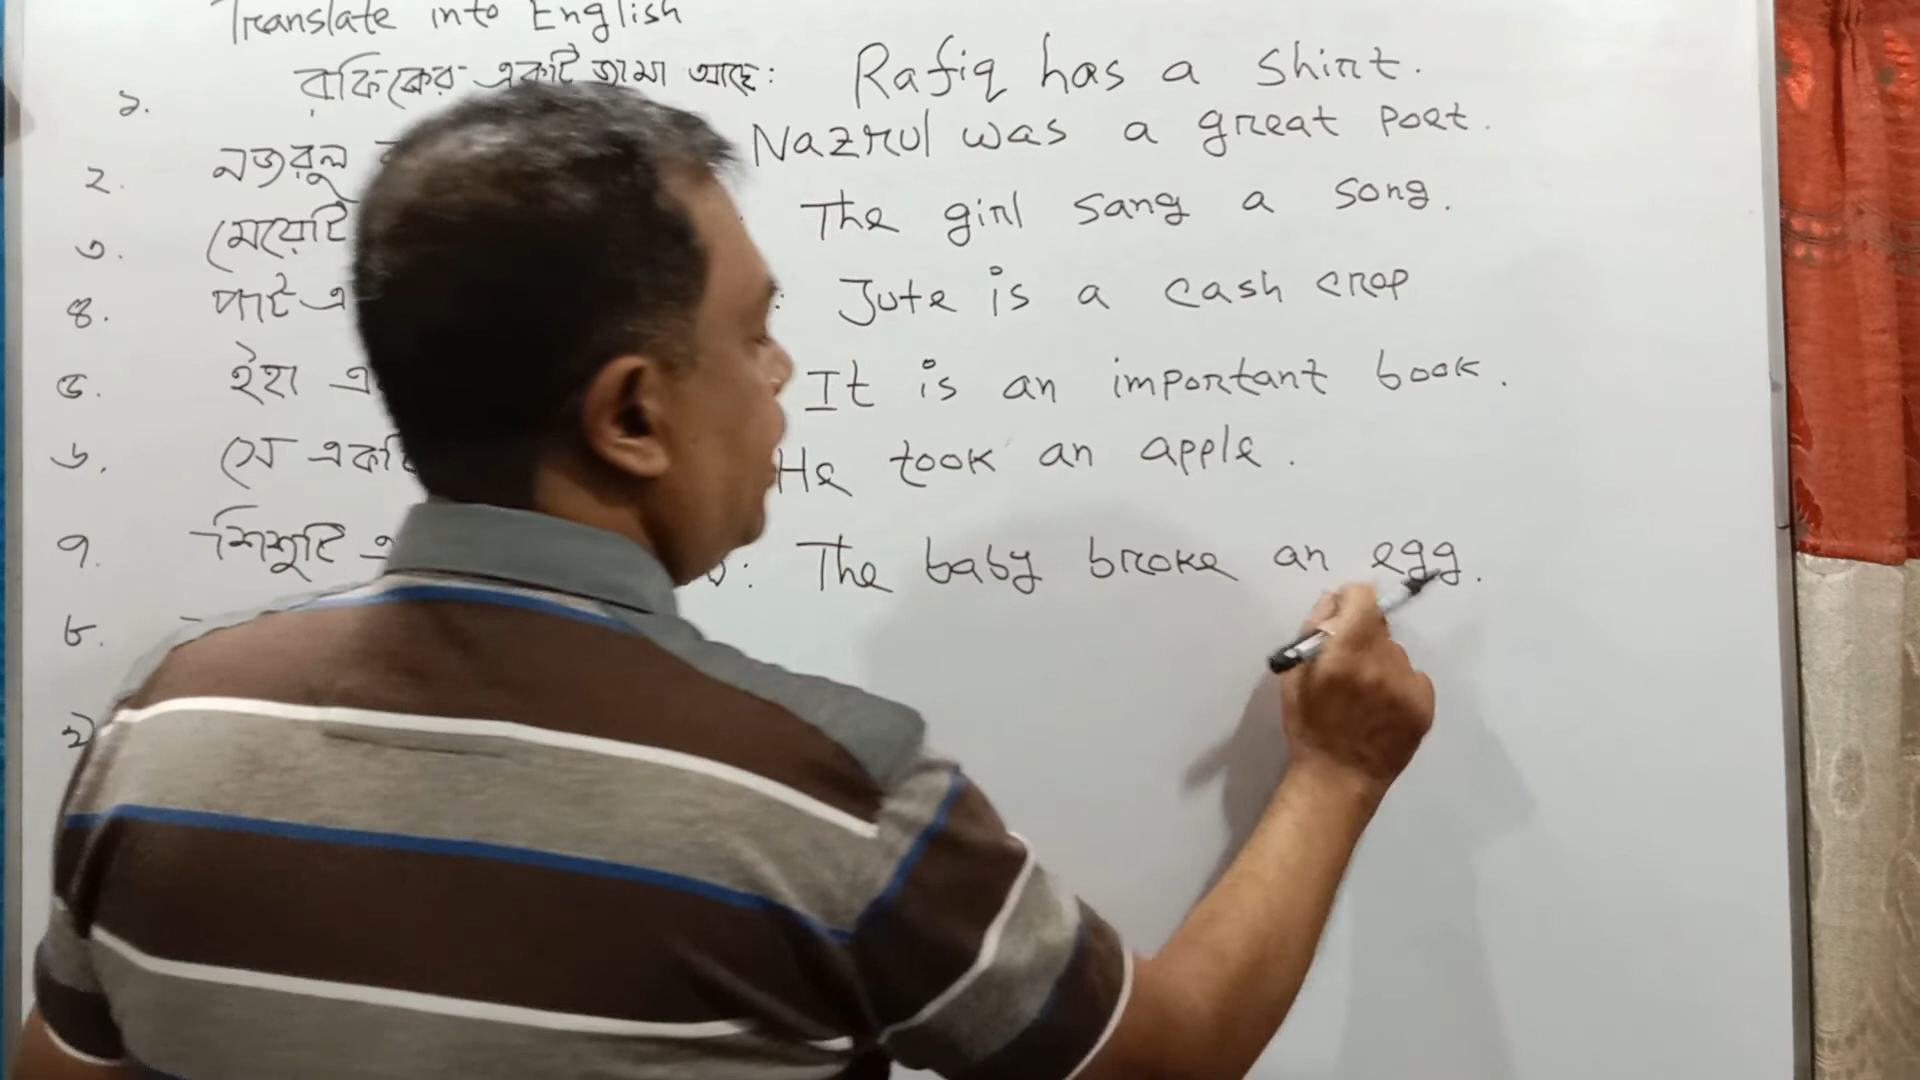 Translate into English
১. রফিকের একটি জামা আছে: Rafiq has a shirt.
২. নজরুল Nazrul was a great poet.
৩. মেয়েটি The girl sang a song.
৪. পাট এ : Jute is a cash crop
৫. ইহা এ It is an important book.
৬. সে একটি He took an apple.
৭. শিশুটি এ : The baby broke an egg.
৮.